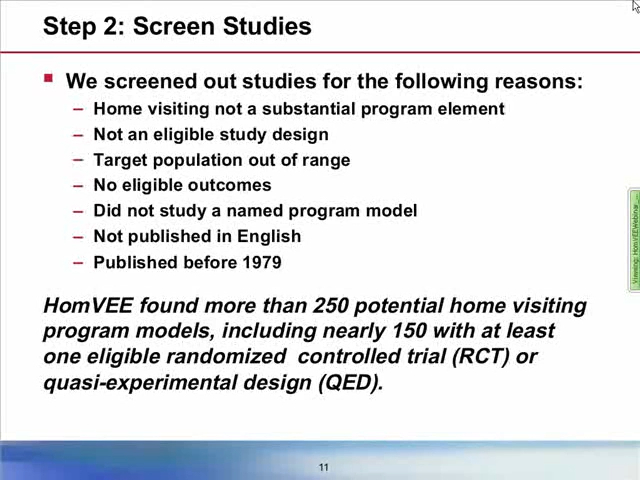 Step 2: Screen Studies
▪ We screened out studies for the following reasons:
– Home visiting not a substantial program element
– Not an eligible study design
– Target population out of range
– No eligible outcomes
– Did not study a named program model
– Not published in English
– Published before 1979
HomVEE found more than 250 potential home visiting
program models, including nearly 150 with at least
one eligible randomized controlled trial (RCT) or
quasi-experimental design (QED).
Viewing: HomVEEWebinar_...
11